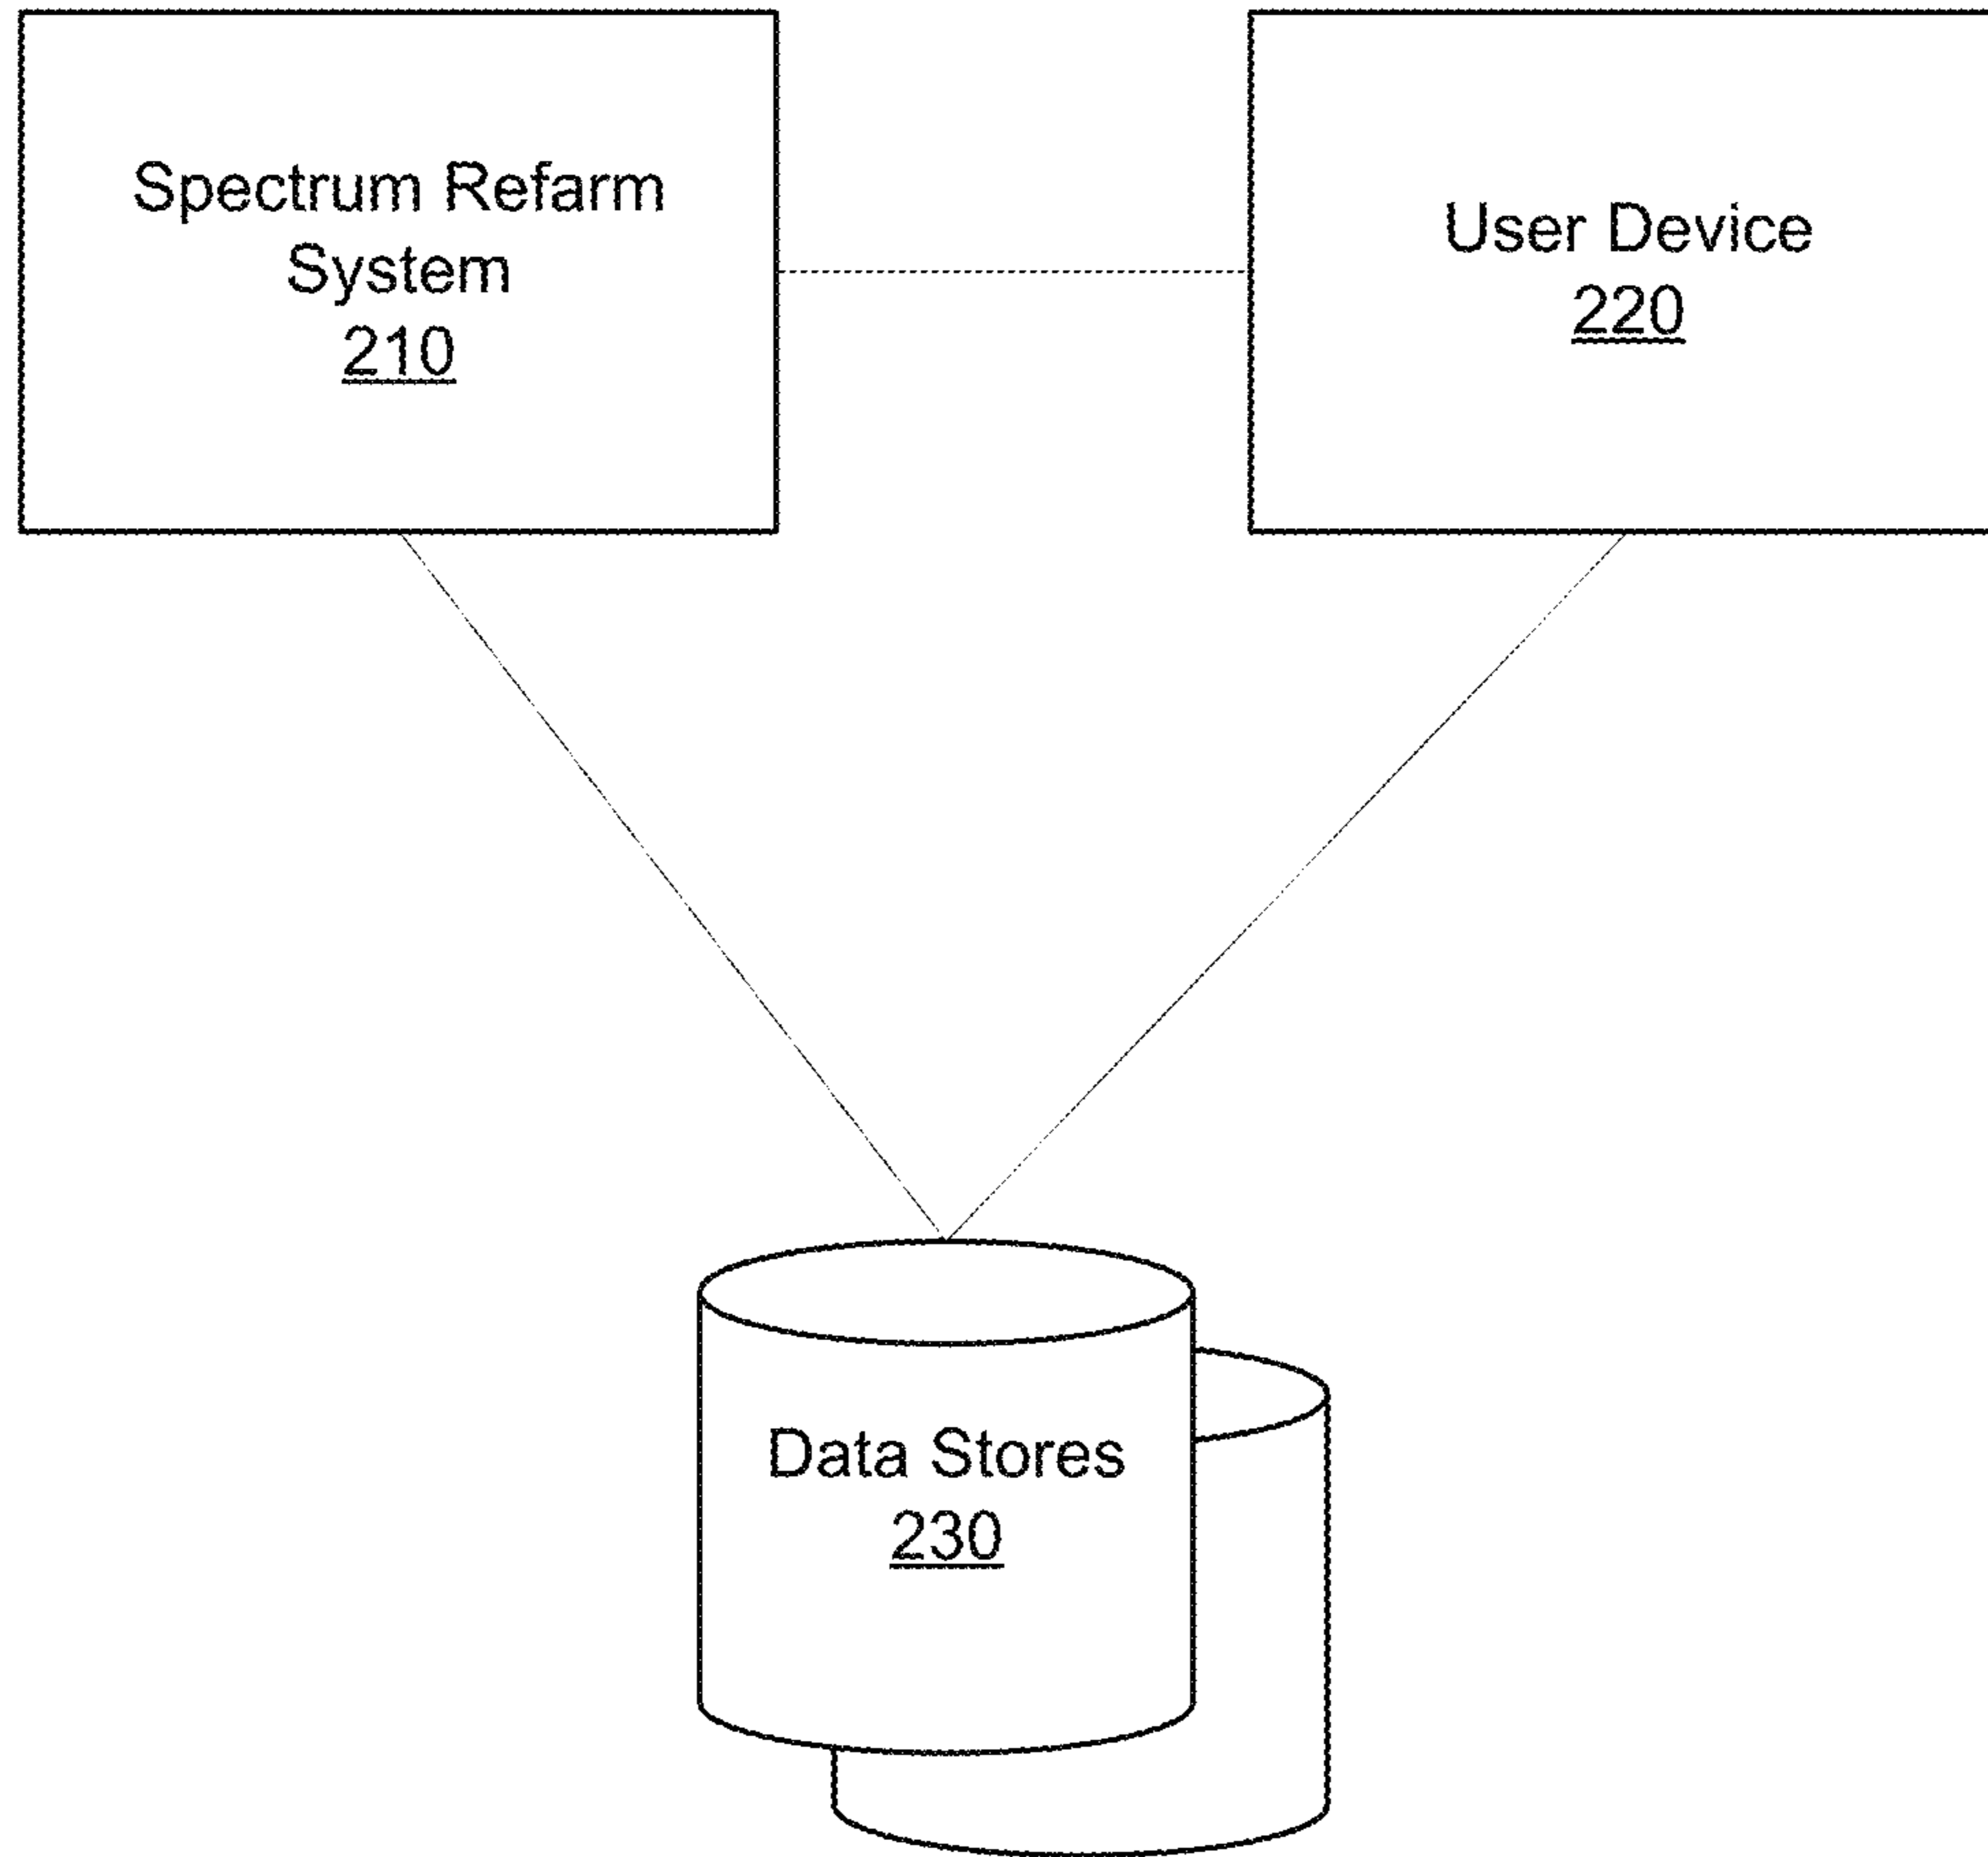 Spectrum Refarm
System
210
User Device
220
Data Stores
230